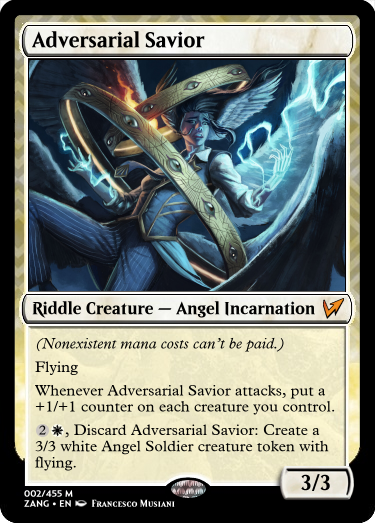 Adversarial Savior
Riddle Creature — Angel Incarnation
(Nonexistent mana costs can't be paid.)
Flying
Whenever Adversarial Savior attacks, put a
+1/+1 counter on each creature you control.
2, Discard Adversarial Savior: Create a
3/3 white Angel Soldier creature token with
flying.
002/455 M
ZANG • EN Francesco Musiani
3/3